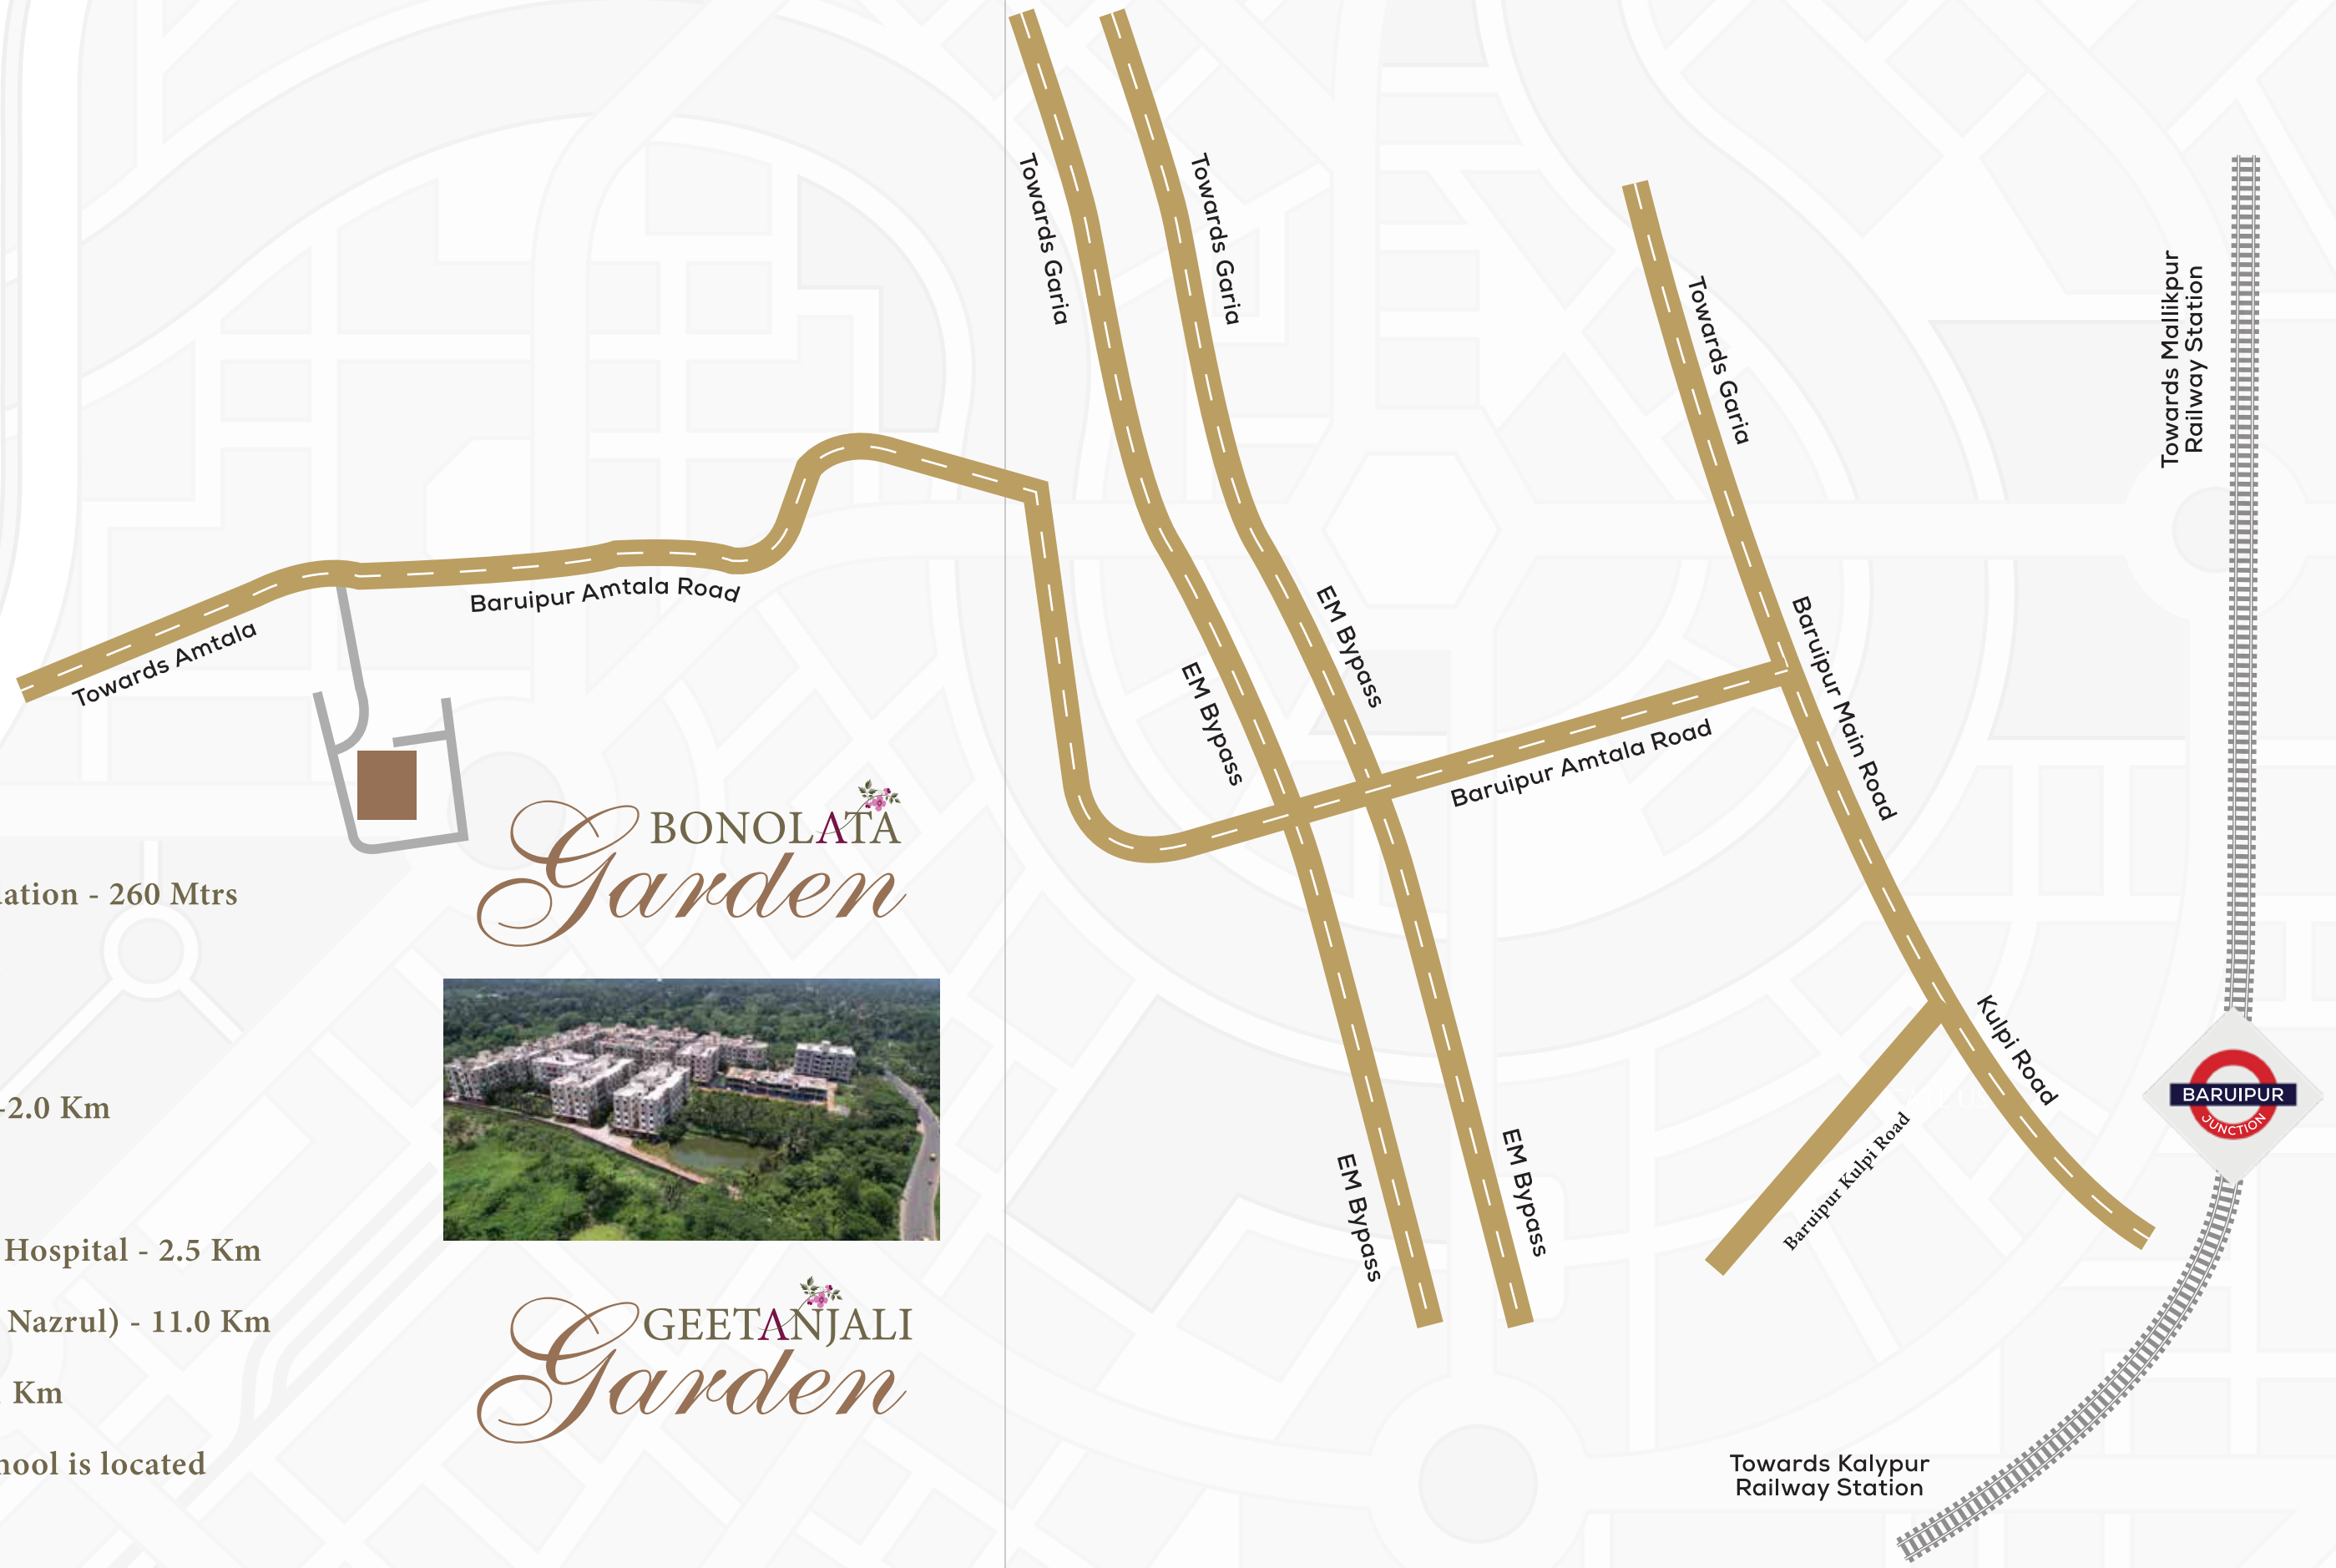 Towards Garia
Towards Garia
Towards Garia
Towards Mallikpur
Railway Station
Baruipur Amtala Road
Towards Amtala
EM Bypass
EM Bypass
Baruipur Main Road
Baruipur Amtala Road
BONOLATA
Garden
- 260 Mtrs
-2.0 Km
Hospital - 2.5 Km
Nazrul) - 11.0 Km
Km
is located
GEETANJALI
Garden
Kulpi Road
BARUIPUR
JUNCTION
Baruipur Kulpi Road
EM Bypass
EM Bypass
Towards Kalypur
Railway Station